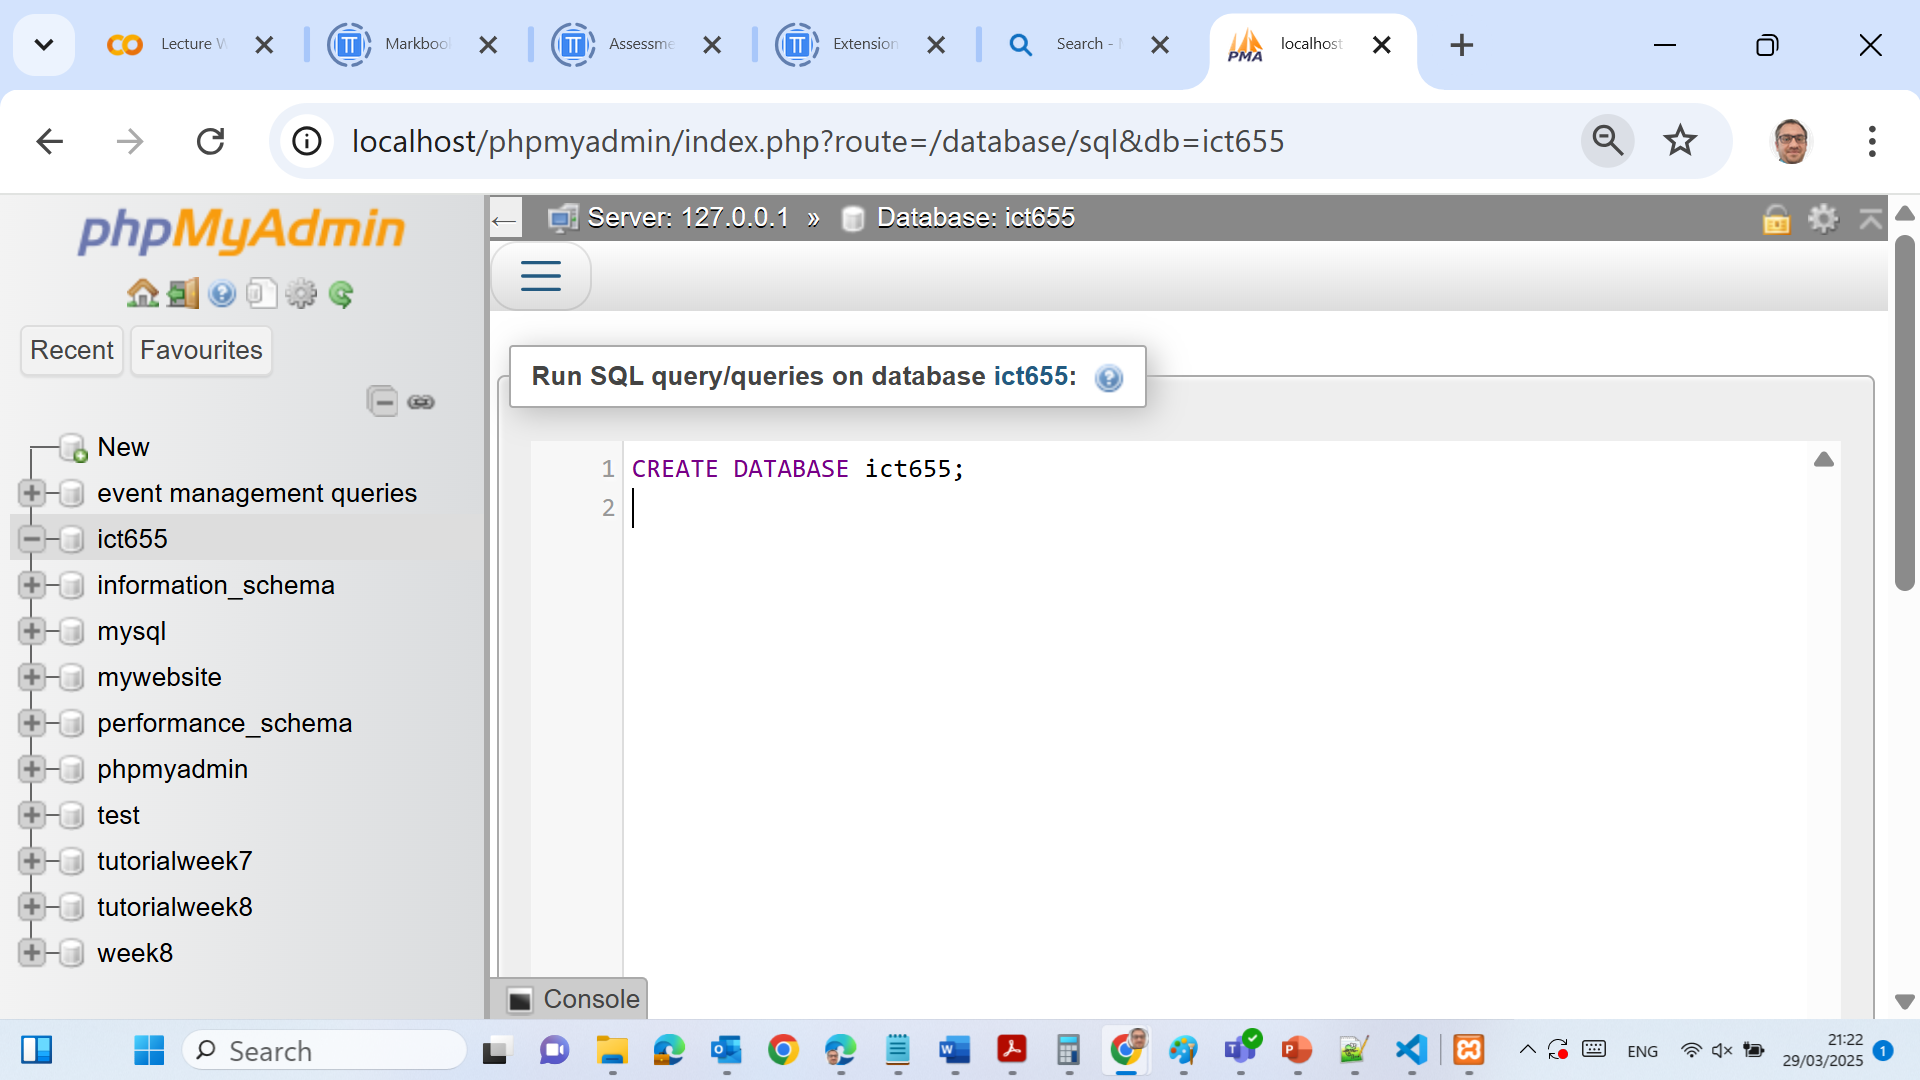 Lecture W
Markbook
Assessme
Extension
Search -
PMA
localhost
localhost/phpmyadmin/index.php?route=/database/sql&db=ict655
phpMyAdmin
Server: 127.0.0.1 » Database: ict655
Recent
Favourites
Run SQL query/queries on database ict655:
New
event management queries
ict655
information_schema
mysql
mywebsite
performance_schema
phpmyadmin
test
tutorialweek7
tutorialweek8
week8
1 CREATE DATABASE ict655;
2
Console
Search
ENG
21:22
29/03/2025
1